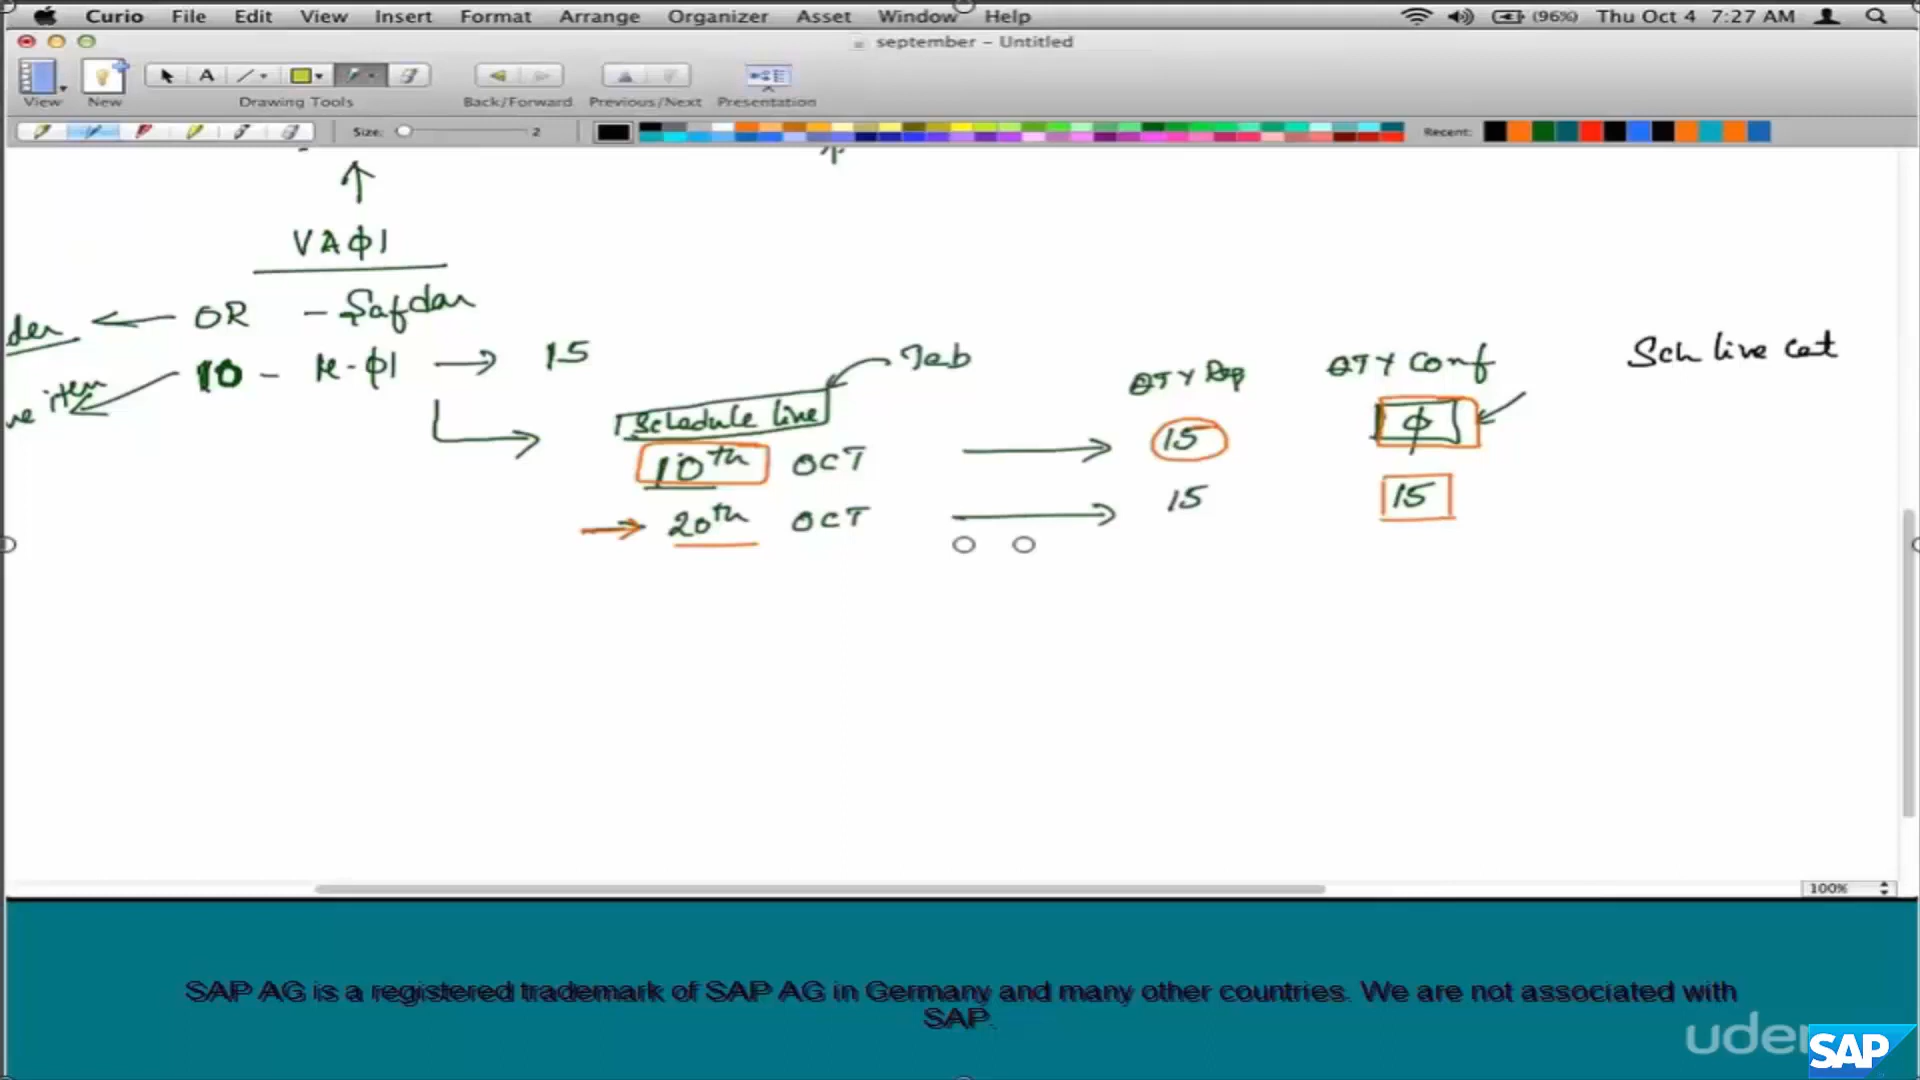 Curio File Edit View Insert Format Arrange Organizer Asset Window Help (96%) Thu Oct 4 7:27 AM
september – Untitled
View New Drawing Tools Back/Forward Previous/Next Presentation
Size: 2 Recent:
VAφ1
OR – Safdar
der
10 – M-φ1 → 15
ve item
Schedule line
Tab
QTY Req
QTY Conf
Sch line cat
10th OCT 15 φ
20th OCT 15 15
100%
SAP AG is a registered trademark of SAP AG in Germany and many other countries. We are not associated with
SAP.
uder
SAP